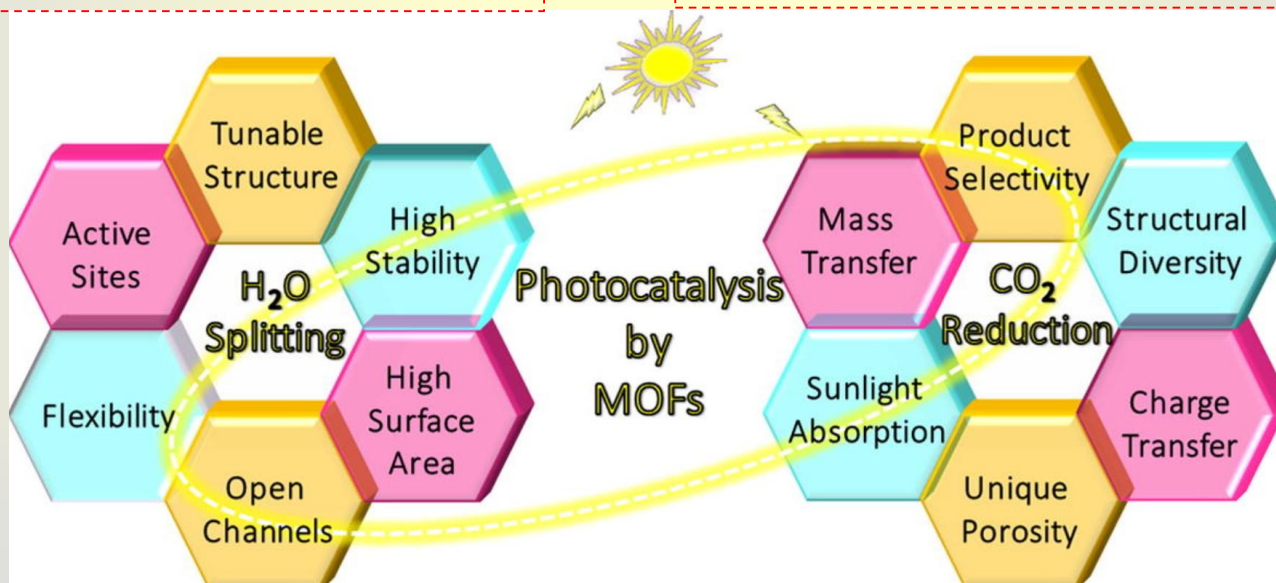 Tunable
Structure
Active
Sites
High
Stability
H₂O
Splitting
Flexibility
High
Surface
Area
Open
Channels
Photocatalysis
by
MOFs
Product
Selectivity
Mass
Transfer
Structural
Diversity
CO₂
Reduction
Sunlight
Absorption
Charge
Transfer
Unique
Porosity